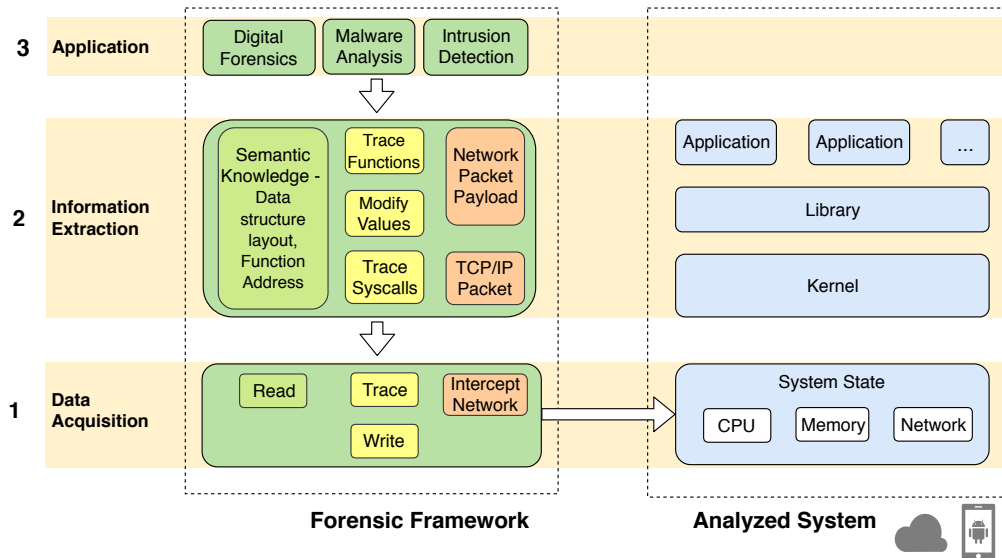 3
Application
Digital
Forensics
Malware
Analysis
Intrusion
Detection
2
Information
Extraction
Semantic
Knowledge -
Data
structure
layout,
Function
Address
Trace
Functions
Modify
Values
Trace
Syscalls
Network
Packet
Payload
TCP/IP
Packet
Application
Application
...
Library
Kernel
1
Data
Acquisition
Read
Trace
Write
Intercept
Network
System State
CPU
Memory
Network
Forensic Framework
Analyzed System